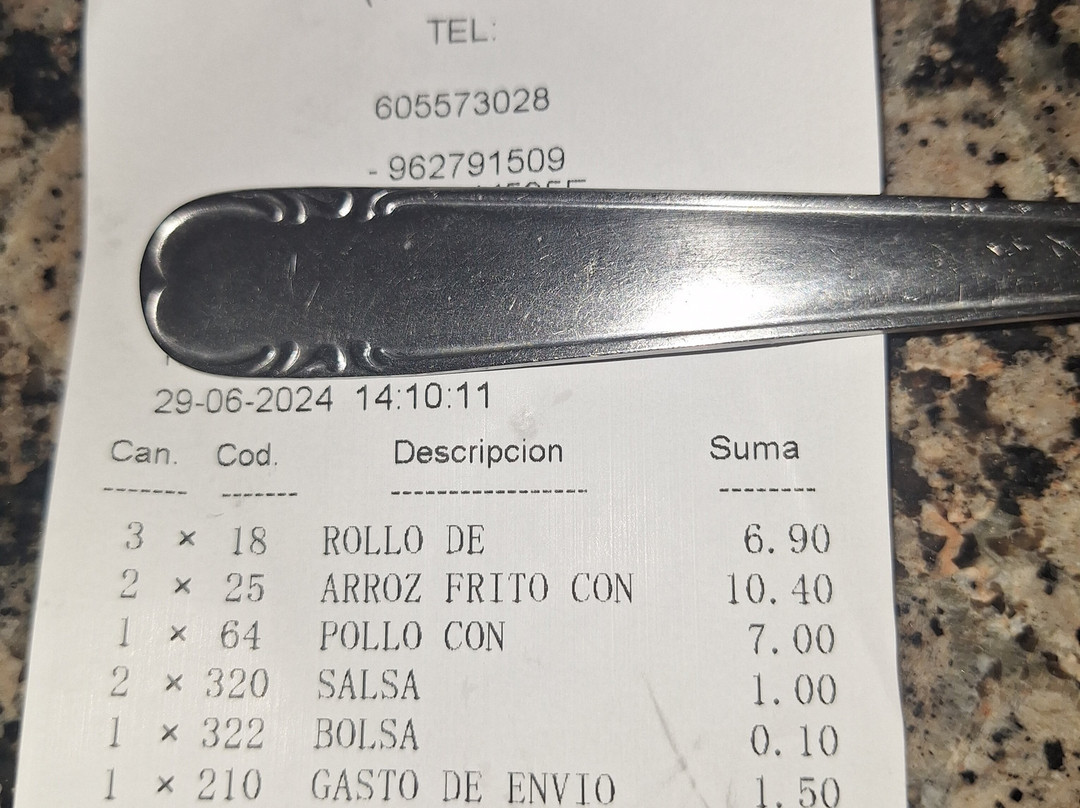 TEL:
605573028
- 962791509
29-06-2024 14:10:11
Can. Cod. Descripcion Suma
3 × 18 ROLLO DE 6.90
2 × 25 ARROZ FRITO CON 10.40
1 × 64 POLLO CON 7.00
2 × 320 SALSA 1.00
1 × 322 BOLSA 0.10
1 × 210 GASTO DE ENVIO 1.50